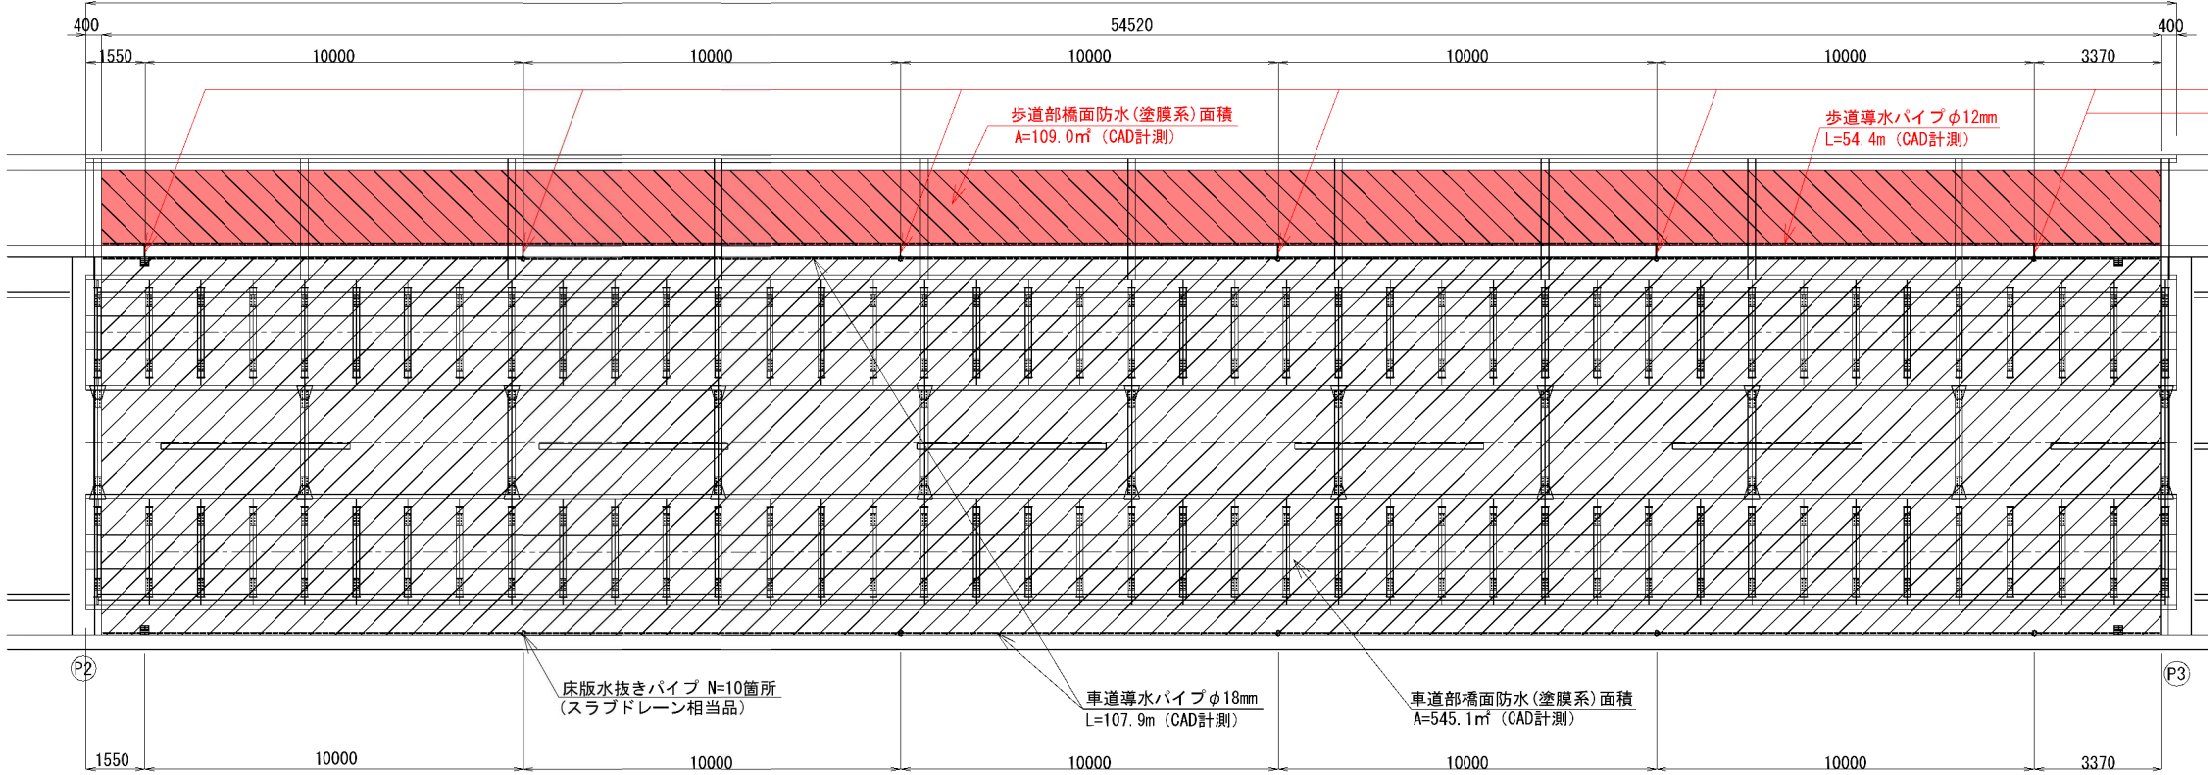 400 54520 400
1550 10000 10000 10000 10000 10000 3370
歩道部橋面防水(塗膜系)面積
A=109.0㎡ (CAD計測)
歩道導水パイプφ12mm
L=54.4m (CAD計測)
P2
P3
床版水抜きパイプ N=10箇所
(スラブドレーン相当品)
車道導水パイプφ18mm
L=107.9m (CAD計測)
車道部橋面防水(塗膜系)面積
A=545.1㎡ (CAD計測)
1550 10000 10000 10000 10000 10000 3370